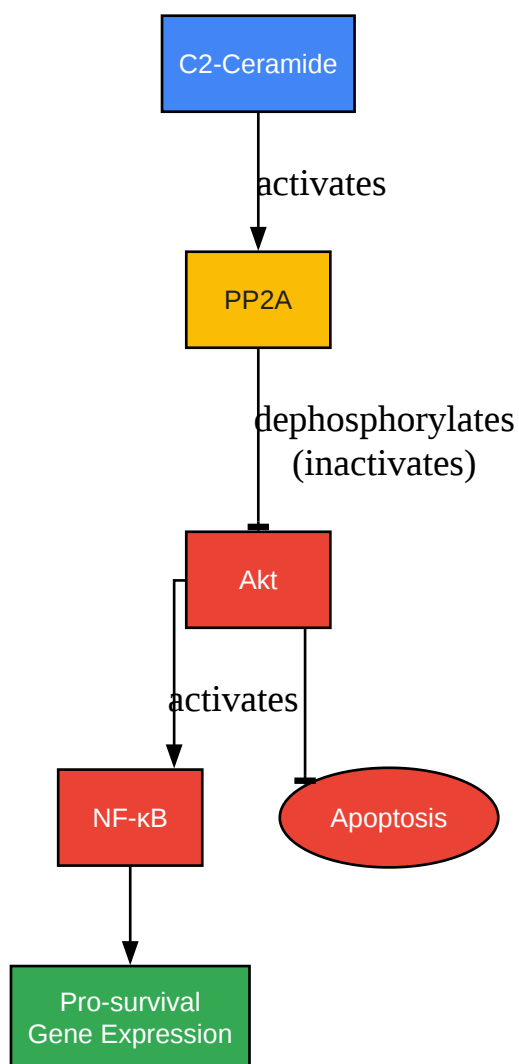 C2-Ceramide
activates
PP2A
dephosphorylates
(inactivates)
Akt
activates
NF-κB
Apoptosis
Pro-survival
Gene Expression